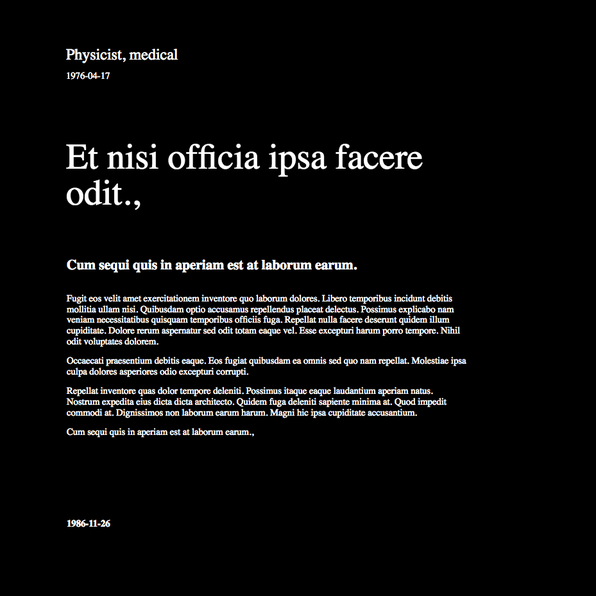 Physicist, medical
1976-04-17
Et nisi officia ipsa facere
odit.,
Cum sequi quis in aperiam est at laborum earum.
Fugit eos velit amet exercitationem inventore quo laborum dolores. Libero temporibus incidunt debitis
mollitia ullam nisi. Quibusdam optio accusamus repellendus placeat delectus. Possimus explicabo nam
veniam necessitatibus quisquam temporibus officiis fuga. Repellat nulla facere deserunt quidem illum
cupiditate. Dolore rerum aspernatur sed odit totam eaque vel. Esse excepturi harum porro tempore. Nihil
odit voluptates dolorem.
Occaecati praesentium debitis eaque. Eos fugiat quibusdam ea omnis sed quo nam repellat. Molestiae ipsa
culpa dolores asperiores odio excepturi corrupti.
Repellat inventore quas dolor tempore deleniti. Possimus itaque eaque laudantium aperiam natus.
Nostrum expedita eius dicta dicta architecto. Quidem fuga deleniti sapiente minima at. Quod impedit
commodi at. Dignissimos non laborum earum harum. Magni hic ipsa cupiditate accusantium.
Cum sequi quis in aperiam est at laborum earum.,
1986-11-26